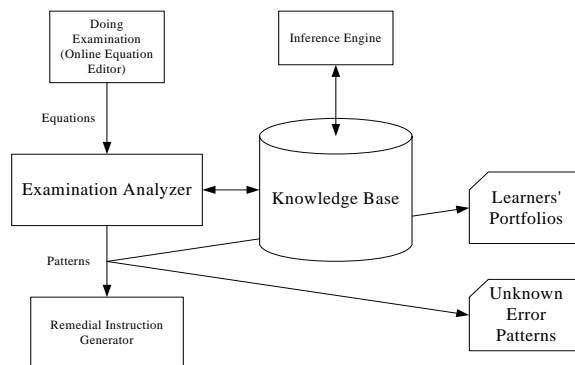 Doing
Examination
(Online Equation
Editor)
Inference Engine
Equations
Examination Analyzer
Knowledge Base
Learners'
Portfolios
Patterns
Unknown
Error
Patterns
Remedial Instruction
Generator